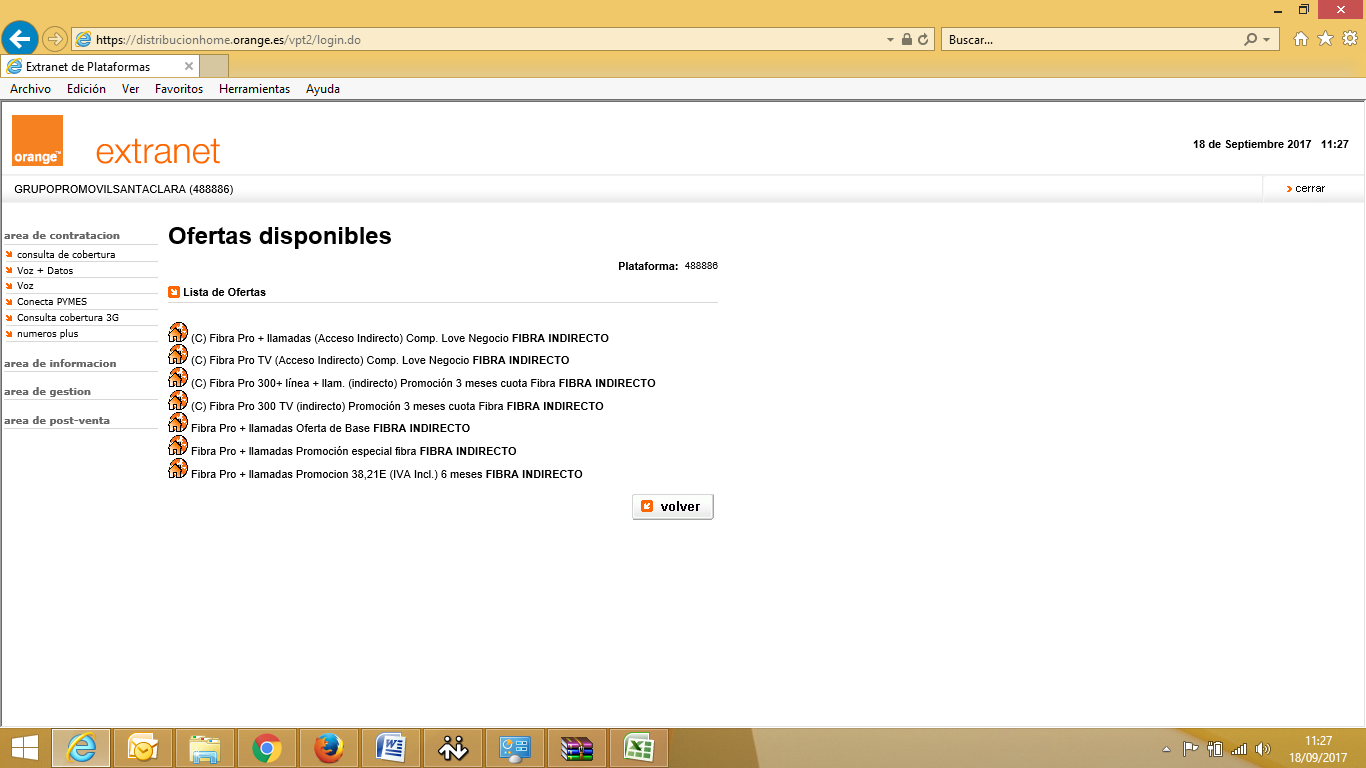 https://distribucionhome.orange.es/vpt2/login.do
Buscar...
Extranet de Plataformas
Archivo Edición Ver Favoritos Herramientas Ayuda
orange™
extranet
18 de Septiembre 2017 11:27
GRUPOPROMOVILSANTACLARA (488886)
cerrar
area de contratacion
consulta de cobertura
Voz + Datos
Voz
Conecta PYMES
Consulta cobertura 3G
numeros plus
area de informacion
area de gestion
area de post-venta
Ofertas disponibles
Plataforma: 488886
Lista de Ofertas
(C) Fibra Pro + llamadas (Acceso Indirecto) Comp. Love Negocio FIBRA INDIRECTO
(C) Fibra Pro TV (Acceso Indirecto) Comp. Love Negocio FIBRA INDIRECTO
(C) Fibra Pro 300+ línea + llam. (indirecto) Promoción 3 meses cuota Fibra FIBRA INDIRECTO
(C) Fibra Pro 300 TV (indirecto) Promoción 3 meses cuota Fibra FIBRA INDIRECTO
Fibra Pro + llamadas Oferta de Base FIBRA INDIRECTO
Fibra Pro + llamadas Promoción especial fibra FIBRA INDIRECTO
Fibra Pro + llamadas Promocion 38,21E (IVA Incl.) 6 meses FIBRA INDIRECTO
volver
11:27
18/09/2017